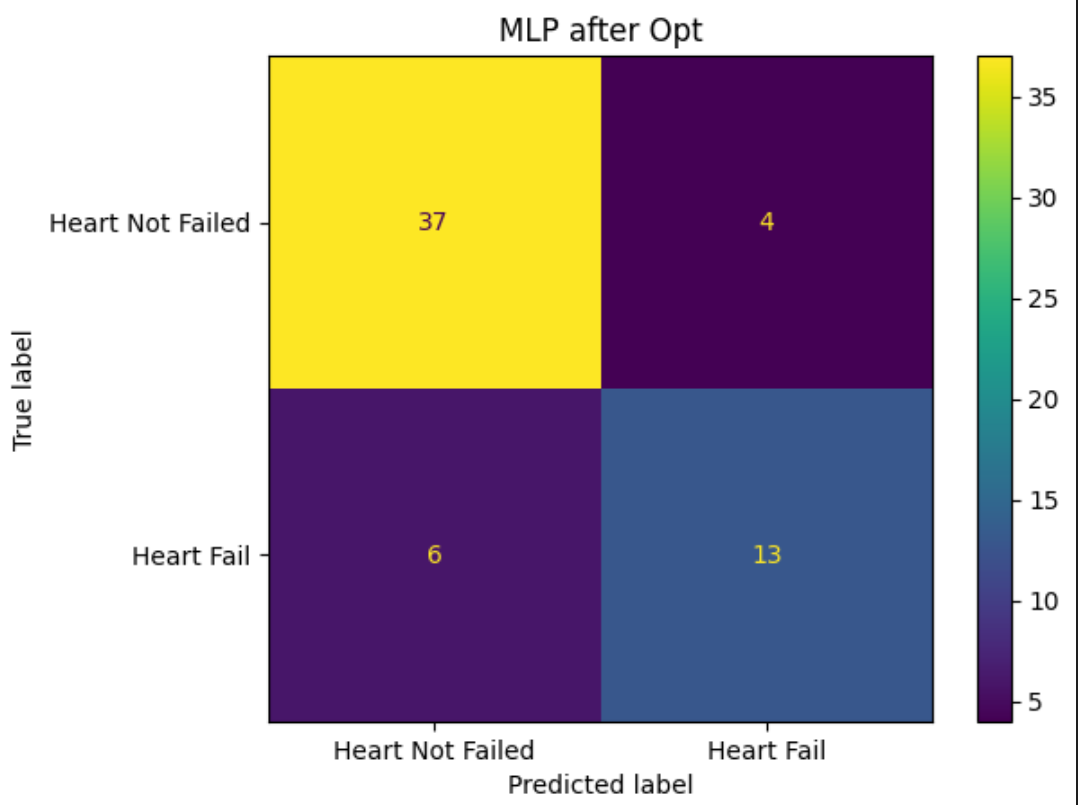 MLP after Opt
Heart Not Failed
37
4
Heart Fail
6
13
True label
Heart Not Failed
Heart Fail
Predicted label
35
30
25
20
15
10
5